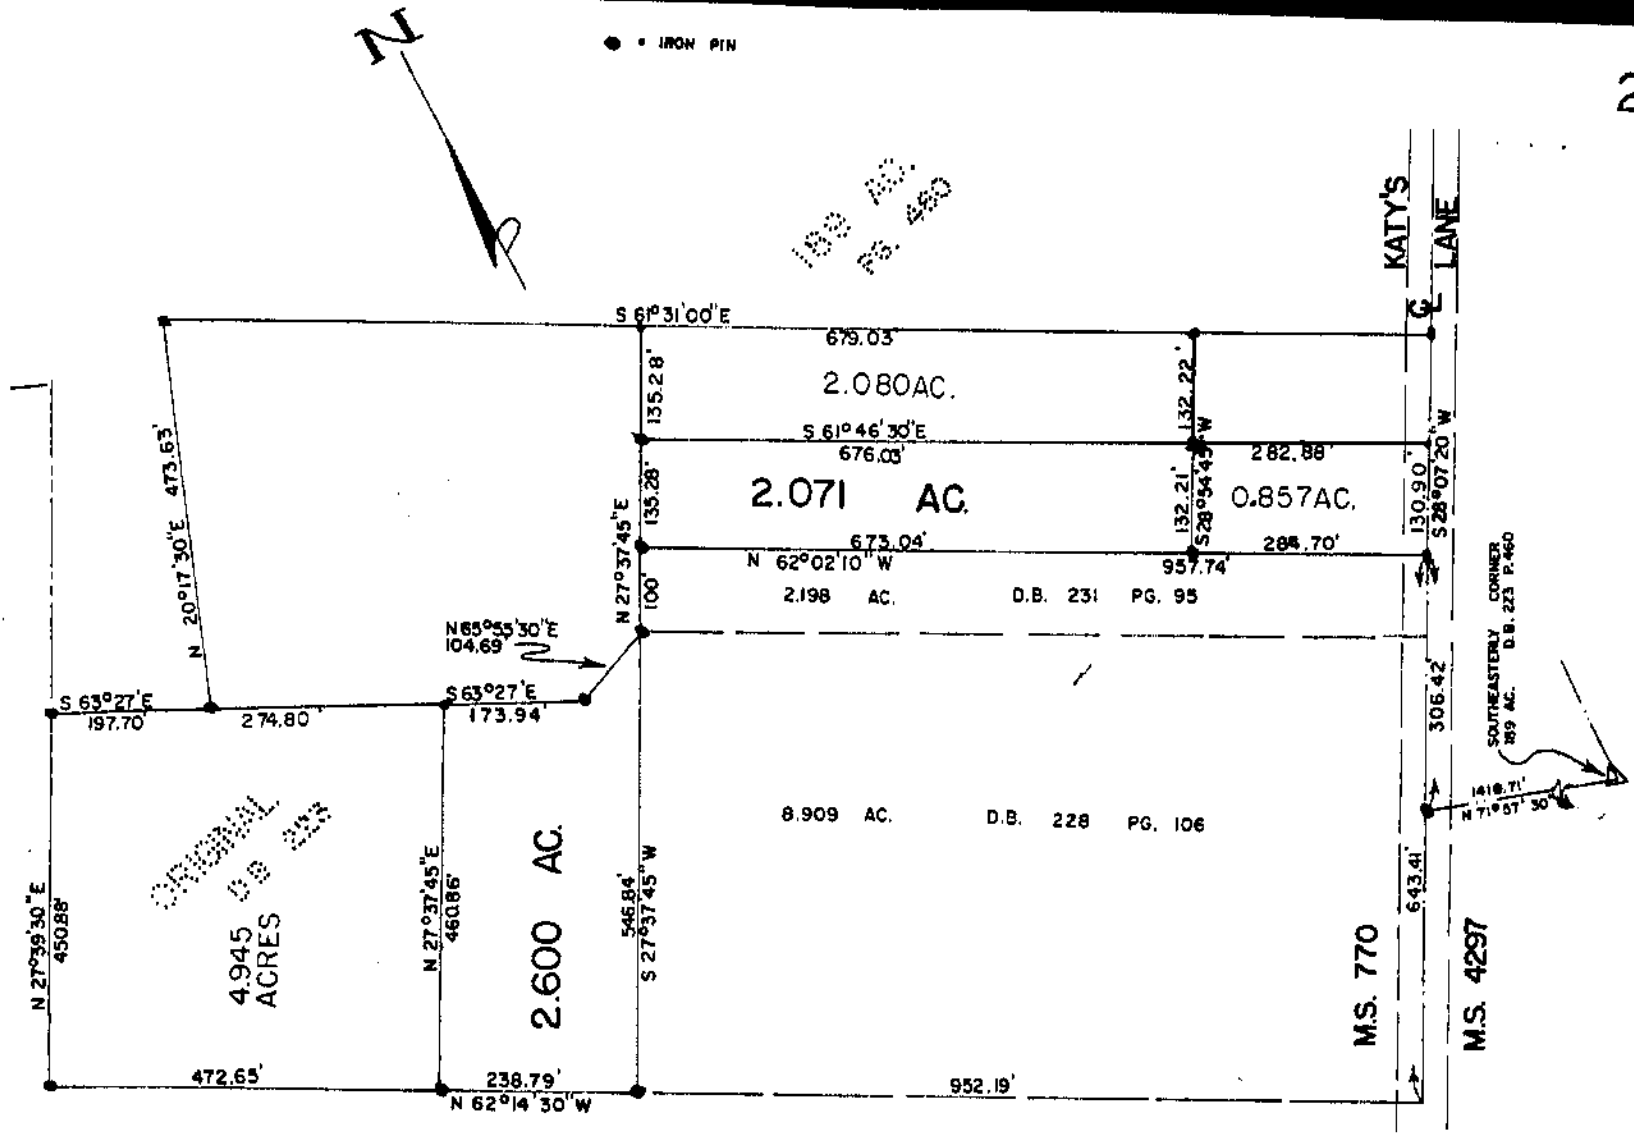 N
● • IRON PIN
2
189 AC.
PG. 460
KATY'S
LANE
CL
S 61°31'00"E
679.03'
2.080AC.
135.28'
132.22'
473.63'
N 20°17'30"E
S 61°46'30"E
676.03'
282.88'
2.071 AC.
0.857AC.
135.28'
N 27°37'45"E
132.21'
S28°54'45"W
130.90'
S 28°07'20"W
673.04'
284.70'
N 62°02'10"W
957.74'
100'
2.198 AC. D.B. 231 PG. 95
N65°55'30"E
104.69'
SOUTHEASTERLY CORNER
189 AC. D.B. 223 P. 460
306.42'
S 63°27'E
197.70'
274.80'
S 63°27'E
173.94'
1418.71'
N 71°57'30"
8.909 AC. D.B. 228 PG. 106
ORIGINAL
DB 223
4.945
ACRES
N 27°39'30"E
450.88'
N 27°37'45"E
460.86'
2.600 AC.
546.84'
S 27°37'45"W
643.41'
M.S. 770
M.S. 4297
472.65'
238.79'
N 62°14'30"W
952.19'